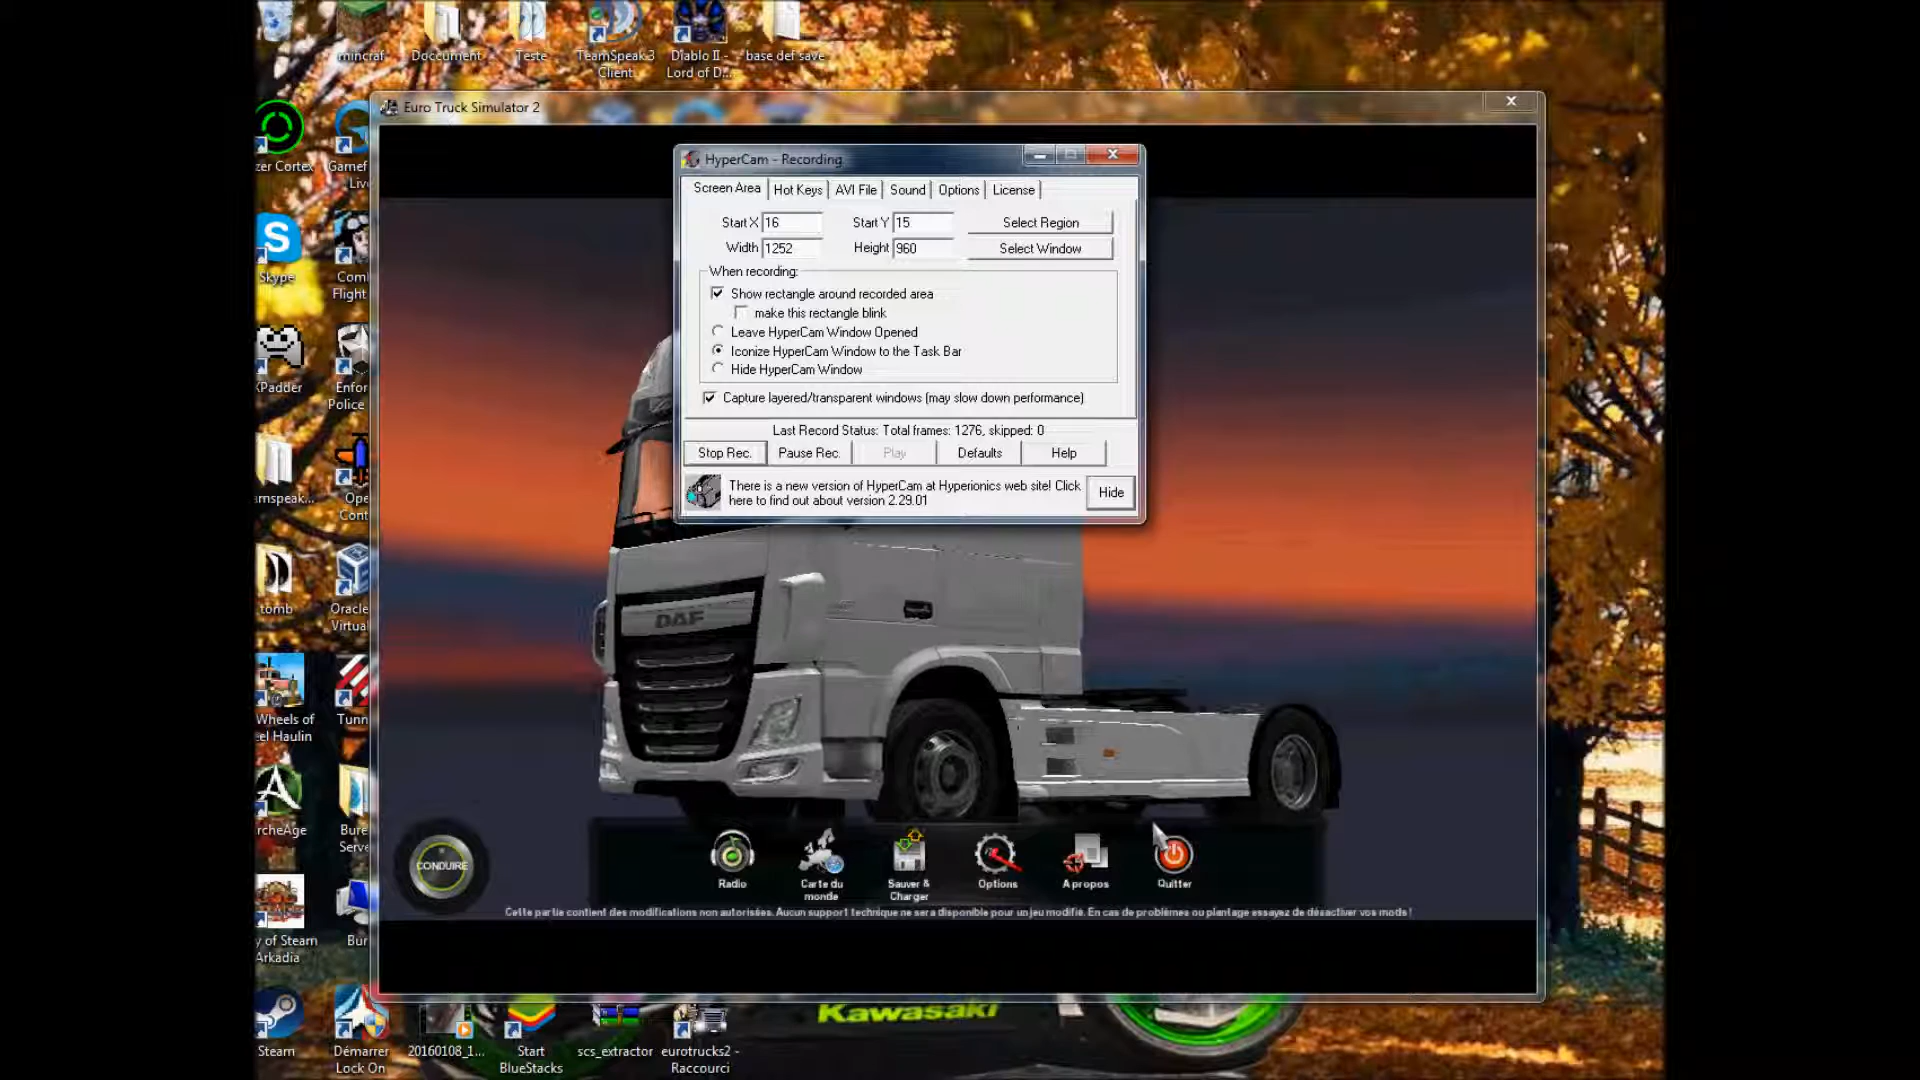 mincraf
Doccument
Teste
TeamSpeak 3
Client
Diablo II -
Lord of D...
base def save
Euro Truck Simulator 2
HyperCam - Recording
Screen Area
Hot Keys
AVI File
Sound
Options
License
Start X 16
Start Y 15
Select Region
Width 1252
Height 960
Select Window
When recording:
Show rectangle around recorded area
make this rectangle blink
Leave HyperCam Window Opened
Iconize HyperCam Window to the Task Bar
Hide HyperCam Window
Capture layered/transparent windows (may slow down performance)
Last Record Status: Total frames: 1276, skipped: 0
Stop Rec.
Pause Rec.
Play
Defaults
Help
There is a new version of HyperCam at Hyperionics web site! Click
here to find out about version 2.29.01
Hide
zer Cortex
Gamef
Live
Skype
Comb
Flight
XPadder
Enfor
Police
amspeak...
Ope
Cont
tomb
Oracle
Virtual
Wheels of
eel Haulin
Tunn
rcheAge
Bure
Serve
y of Steam
Arkadia
Bur
DAF
CONDUIRE
Radio
Carte du
monde
Sauver &
Charger
Options
A propos
Quitter
Cette partie contient des modifications non autorisées. Aucun support technique ne sera disponible pour un jeu modifié. En cas de problèmes ou plantage essayez de désactiver vos mods !
Kawasaki
Steam
Démarrer
Lock On
20160108_1...
Start
BlueStacks
scs_extractor
eurotrucks2 -
Raccourci